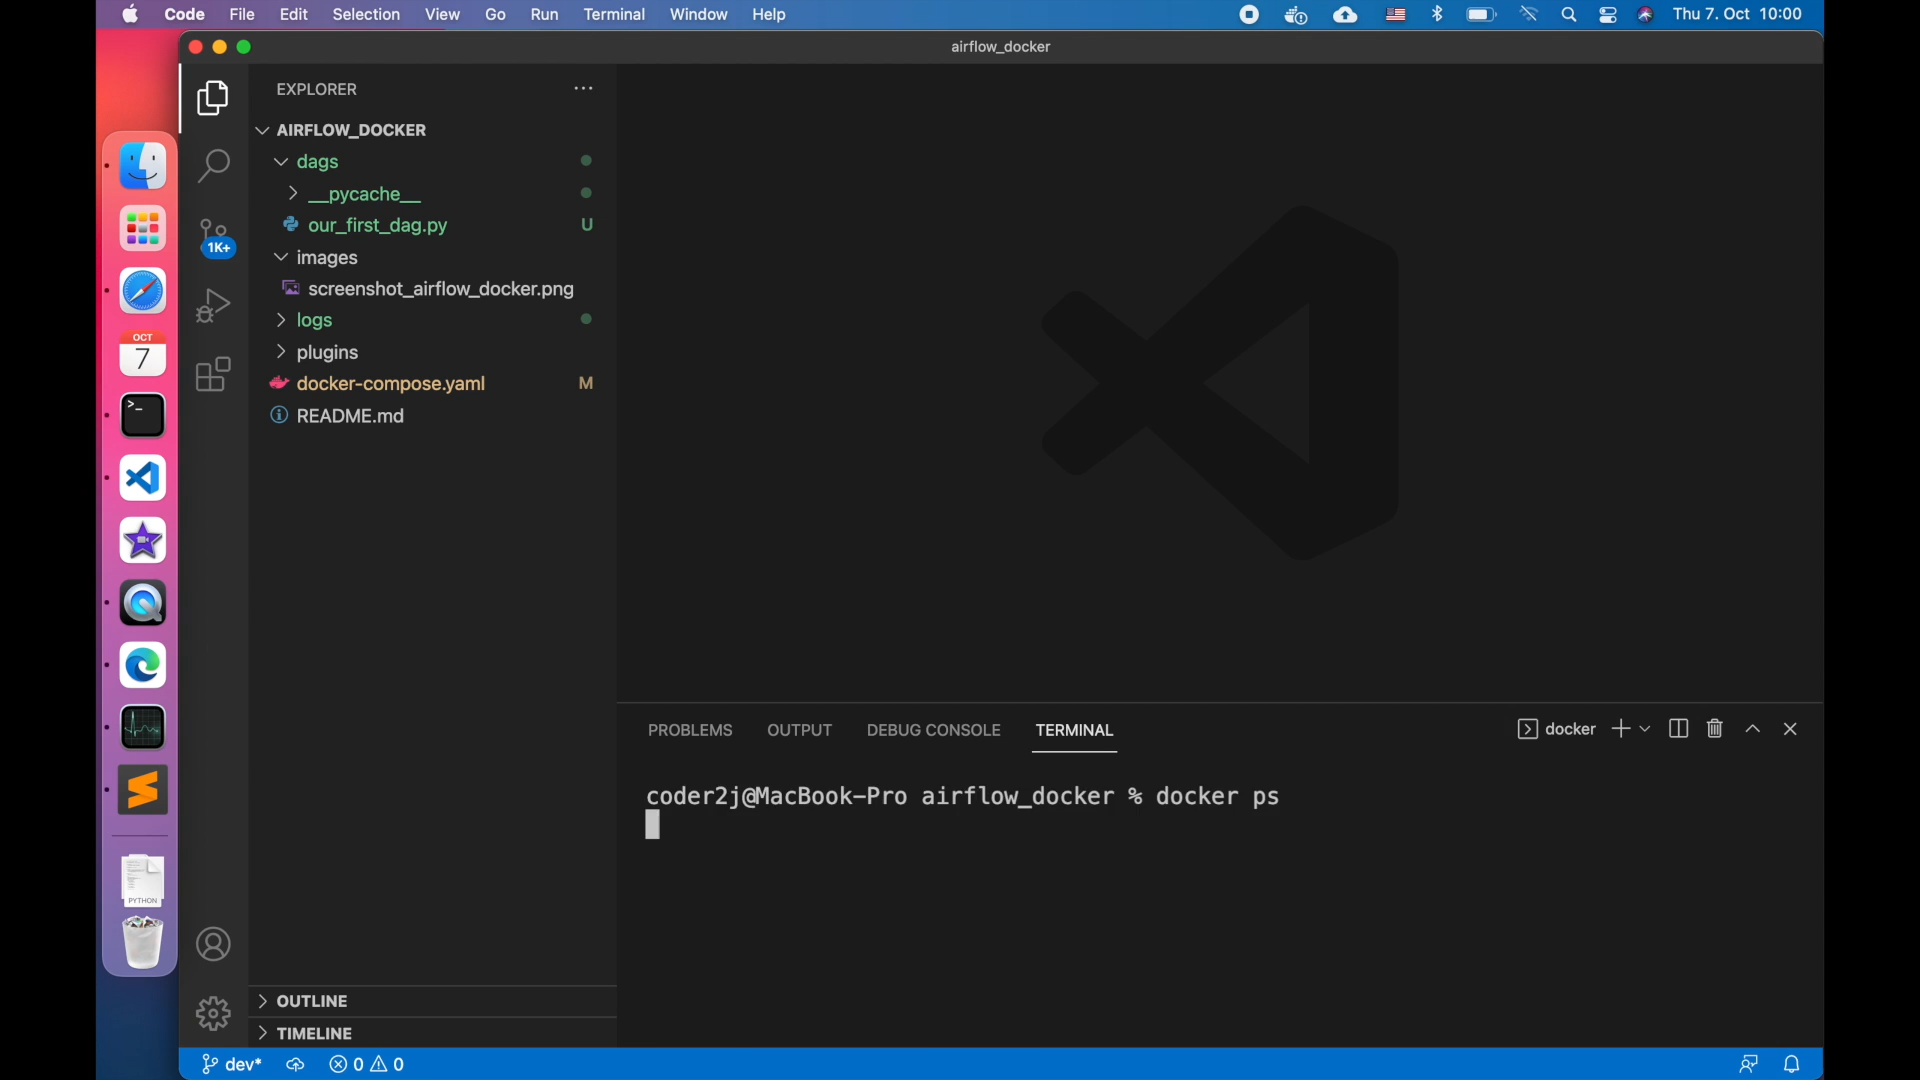 Code File Edit Selection View Go Run Terminal Window Help Thu 7. Oct 10:00
airflow_docker
EXPLORER
AIRFLOW_DOCKER
dags
__pycache__
our_first_dag.py U
1K+
images
screenshot_airflow_docker.png
logs
plugins
docker-compose.yaml M
README.md
OCT
7
>_
PROBLEMS OUTPUT DEBUG CONSOLE TERMINAL docker
coder2j@MacBook-Pro airflow_docker % docker ps
PYTHON
OUTLINE
TIMELINE
dev* 0 0